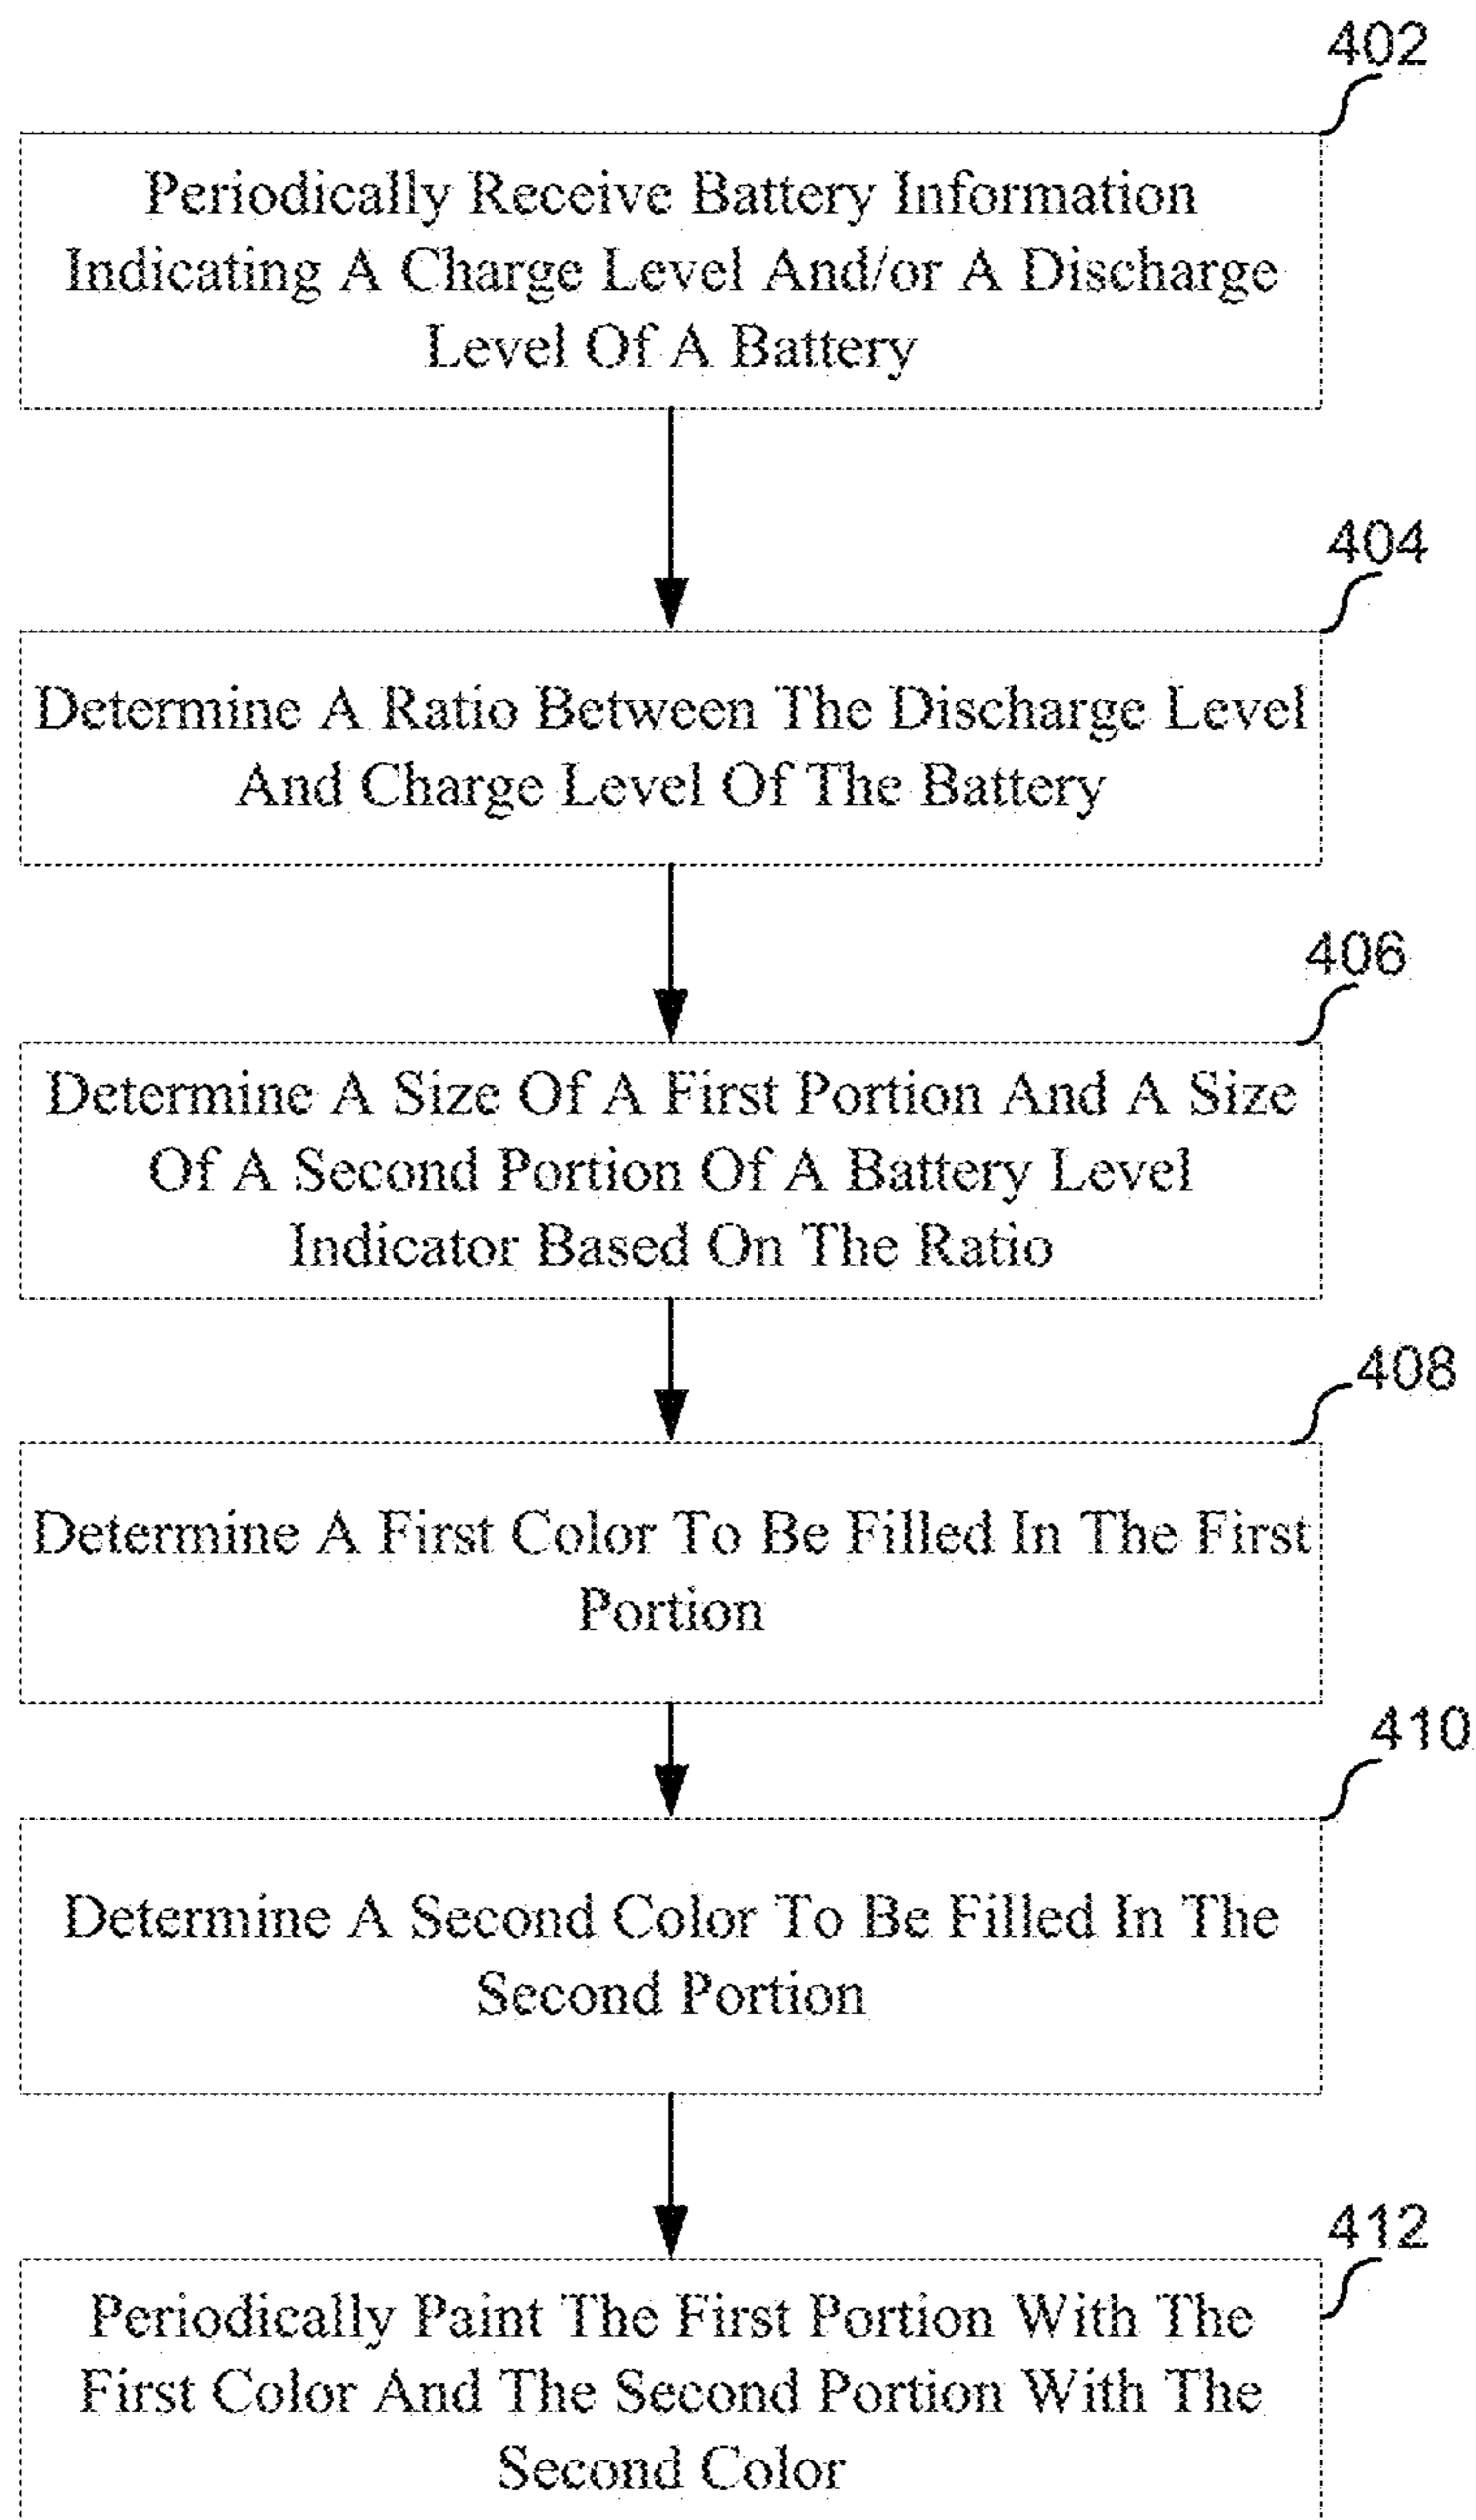 402
Periodically Receive Battery Information
Indicating A Charge Level And/or A Discharge
Level Of A Battery
404
Determine A Ratio Between The Discharge Level
And Charge Level Of The Battery
406
Determine A Size Of A First Portion And A Size
Of A Second Portion Of A Battery Level
Indicator Based On The Ratio
408
Determine A First Color To Be Filled In The First
Portion
410
Determine A Second Color To Be Filled In The
Second Portion
412
Periodically Paint The First Portion With The
First Color And The Second Portion With The
Second Color